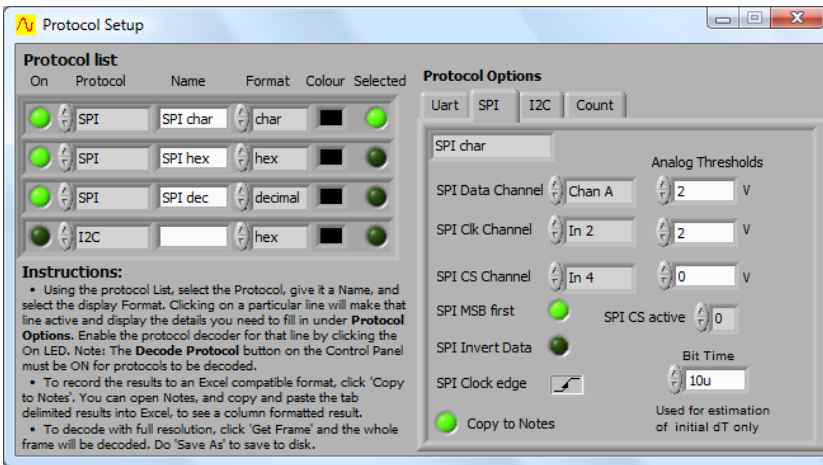 Protocol Setup
Protocol list
On Protocol Name Format Colour Selected
SPI SPI char char
SPI SPI hex hex
SPI SPI dec decimal
I2C hex
Instructions:
• Using the protocol List, select the Protocol, give it a Name, and
select the display Format. Clicking on a particular line will make that
line active and display the details you need to fill in under Protocol
Options. Enable the protocol decoder for that line by clicking the
On LED. Note: The Decode Protocol button on the Control Panel
must be ON for protocols to be decoded.
• To record the results to an Excel compatible format, click 'Copy
to Notes'. You can open Notes, and copy and paste the tab
delimited results into Excel, to see a column formatted result.
• To decode with full resolution, click 'Get Frame' and the whole
frame will be decoded. Do 'Save As' to save to disk.
Protocol Options
Uart SPI I2C Count
SPI char
Analog Thresholds
SPI Data Channel Chan A 2 V
SPI Clk Channel In 2 2 V
SPI CS Channel In 4 0 V
SPI MSB first SPI CS active 0
SPI Invert Data
Bit Time
SPI Clock edge 10u
Copy to Notes
Used for estimation
of initial dT only